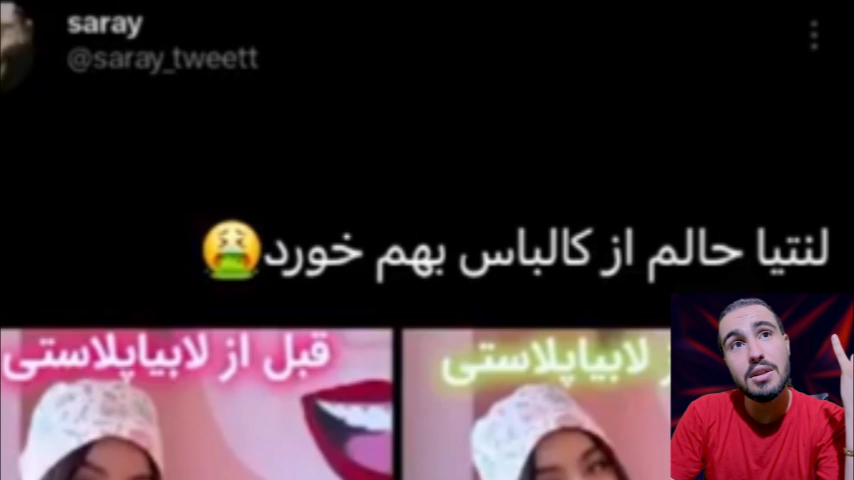 saray
@saray_tweett
لنتیا حالم از کالباس بهم خورد🤮
قبل از لابیاپلاستی
لابیاپلاستی